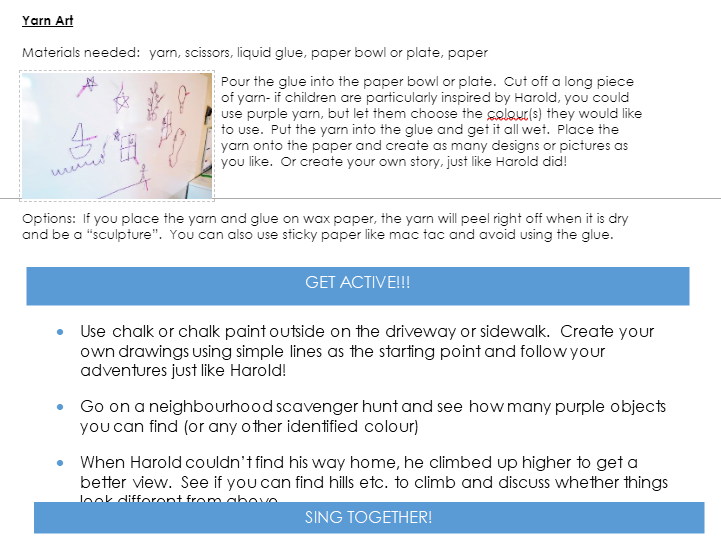 Yarn Art
Materials needed:  yarn, scissors, liquid glue, paper bowl or plate, paper
Pour the glue into the paper bowl or plate.  Cut off a long piece
of yarn- if children are particularly inspired by Harold, you could
use purple yarn, but let them choose the colour(s) they would like
to use.  Put the yarn into the glue and get it all wet.  Place the
yarn onto the paper and create as many designs or pictures as
you like.  Or create your own story, just like Harold did!
Options:  If you place the yarn and glue on wax paper, the yarn will peel right off when it is dry
and be a “sculpture”.  You can also use sticky paper like mac tac and avoid using the glue.
GET ACTIVE!!!
• Use chalk or chalk paint outside on the driveway or sidewalk.  Create your
own drawings using simple lines as the starting point and follow your
adventures just like Harold!
• Go on a neighbourhood scavenger hunt and see how many purple objects
you can find (or any other identified colour)
• When Harold couldn’t find his way home, he climbed up higher to get a
better view.  See if you can find hills etc. to climb and discuss whether things
look different from above
SING TOGETHER!